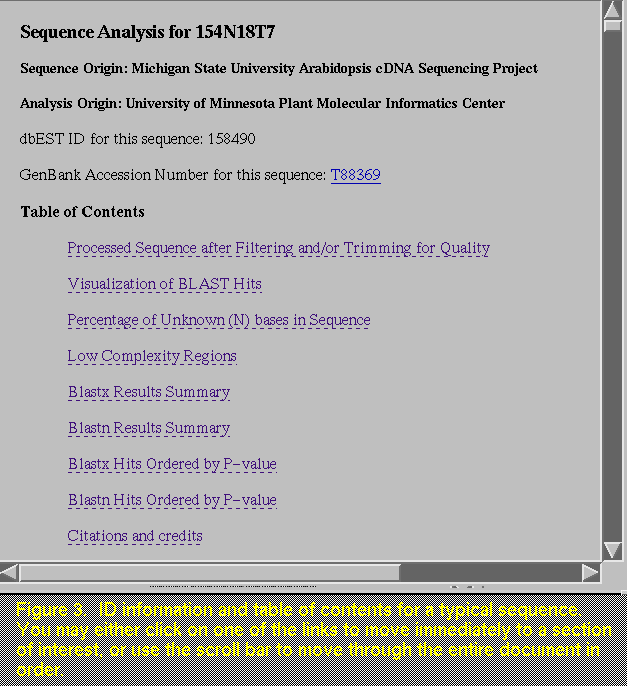 Sequence Analysis for 154N18T7
Sequence Origin: Michigan State University Arabidopsis cDNA Sequencing Project
Analysis Origin: University of Minnesota Plant Molecular Informatics Center
dbEST ID for this sequence: 158490
GenBank Accession Number for this sequence: T88369
Table of Contents
Processed Sequence after Filtering and/or Trimming for Quality
Visualization of BLAST Hits
Percentage of Unknown (N) bases in Sequence
Low Complexity Regions
Blastx Results Summary
Blastn Results Summary
Blastx Hits Ordered by P-value
Blastn Hits Ordered by P-value
Citations and credits
Figure 3. ID information and table of contents for a typical sequence.
You may either click on one of the links to move immediately to a section
of interest, or use the scroll bar to move through the entire document in
order.